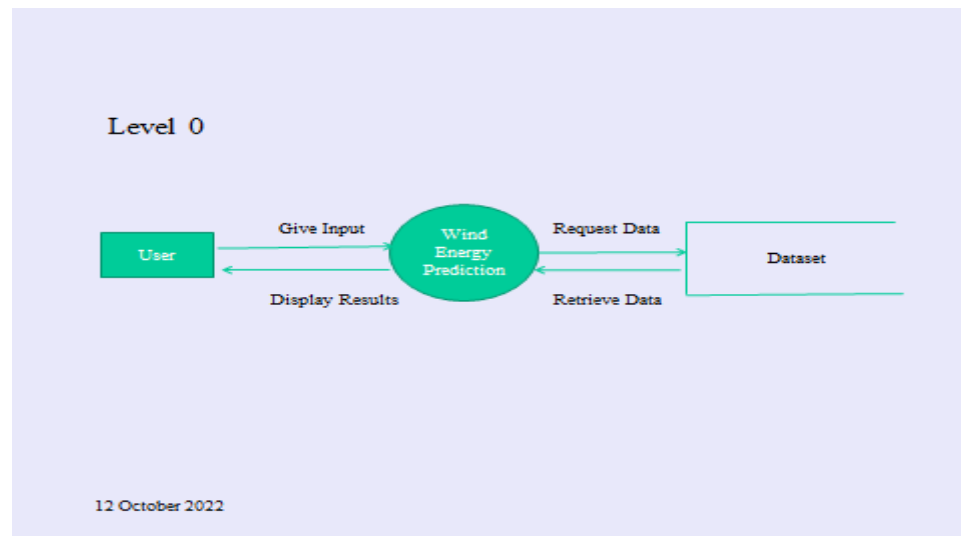 Level 0
Give Input
Request Data
User
Wind
Energy
Prediction
Dataset
Display Results
Retrieve Data
12 October 2022